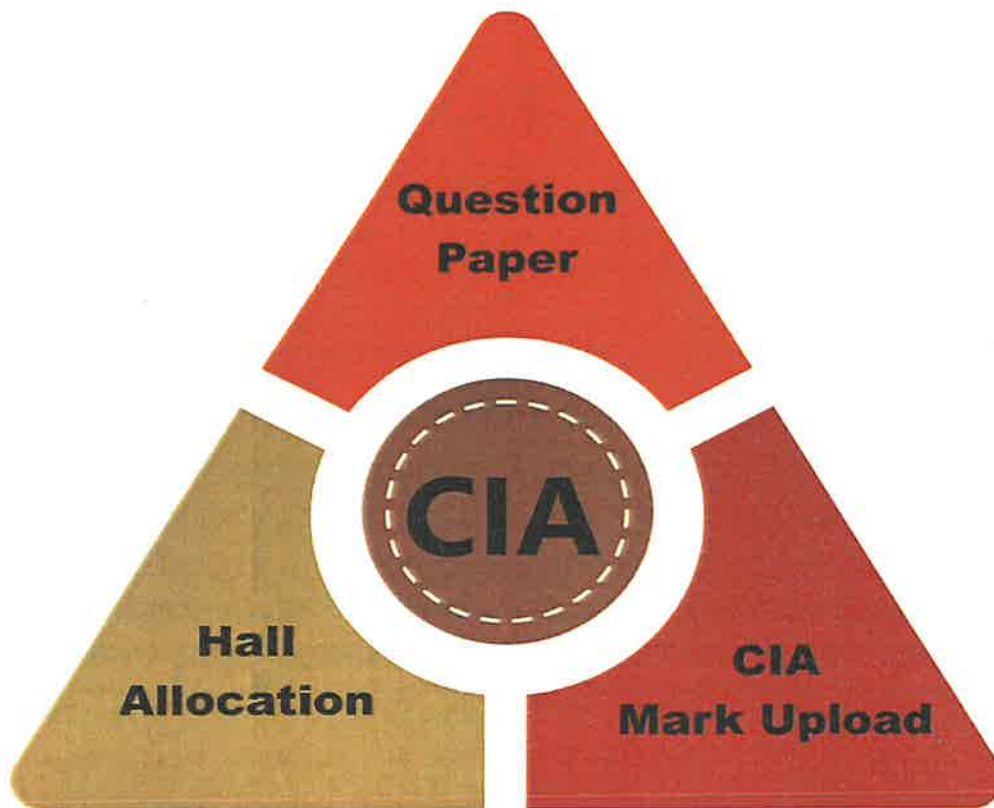 Question
Paper
CIA
Hall
Allocation
CIA
Mark Upload